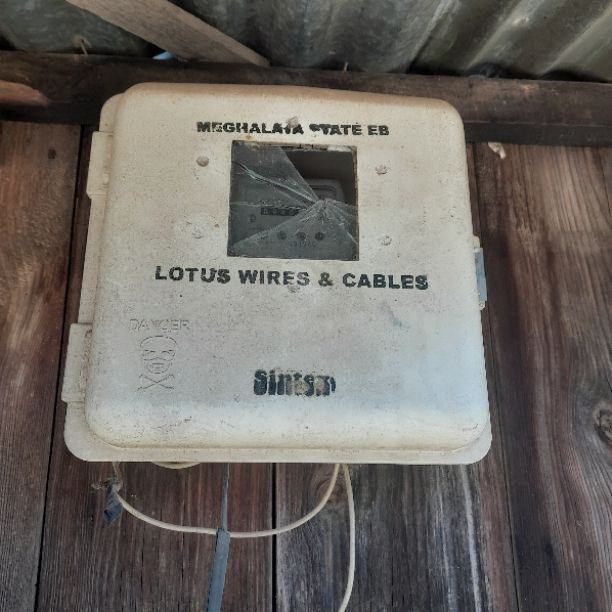 MEGHALAYA STATE EB
LOTUS WIRES & CABLES
DANGER
Sintex